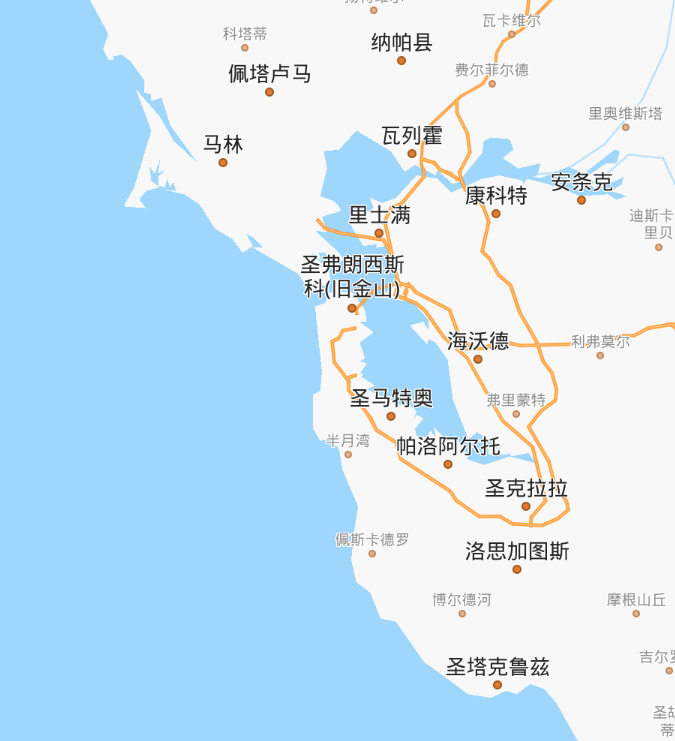 瓦卡维尔
科塔蒂
纳帕县
佩塔卢马
费尔菲尔德
里奥维斯塔
瓦列霍
马林
安条克
康科特
里士满
迪斯卡
里贝
圣弗朗西斯
科(旧金山)
海沃德
利弗莫尔
圣马特奥
弗里蒙特
半月湾
帕洛阿尔托
圣克拉拉
佩斯卡德罗
洛思加图斯
博尔德河
摩根山丘
圣塔克鲁兹
吉尔罗
蒂